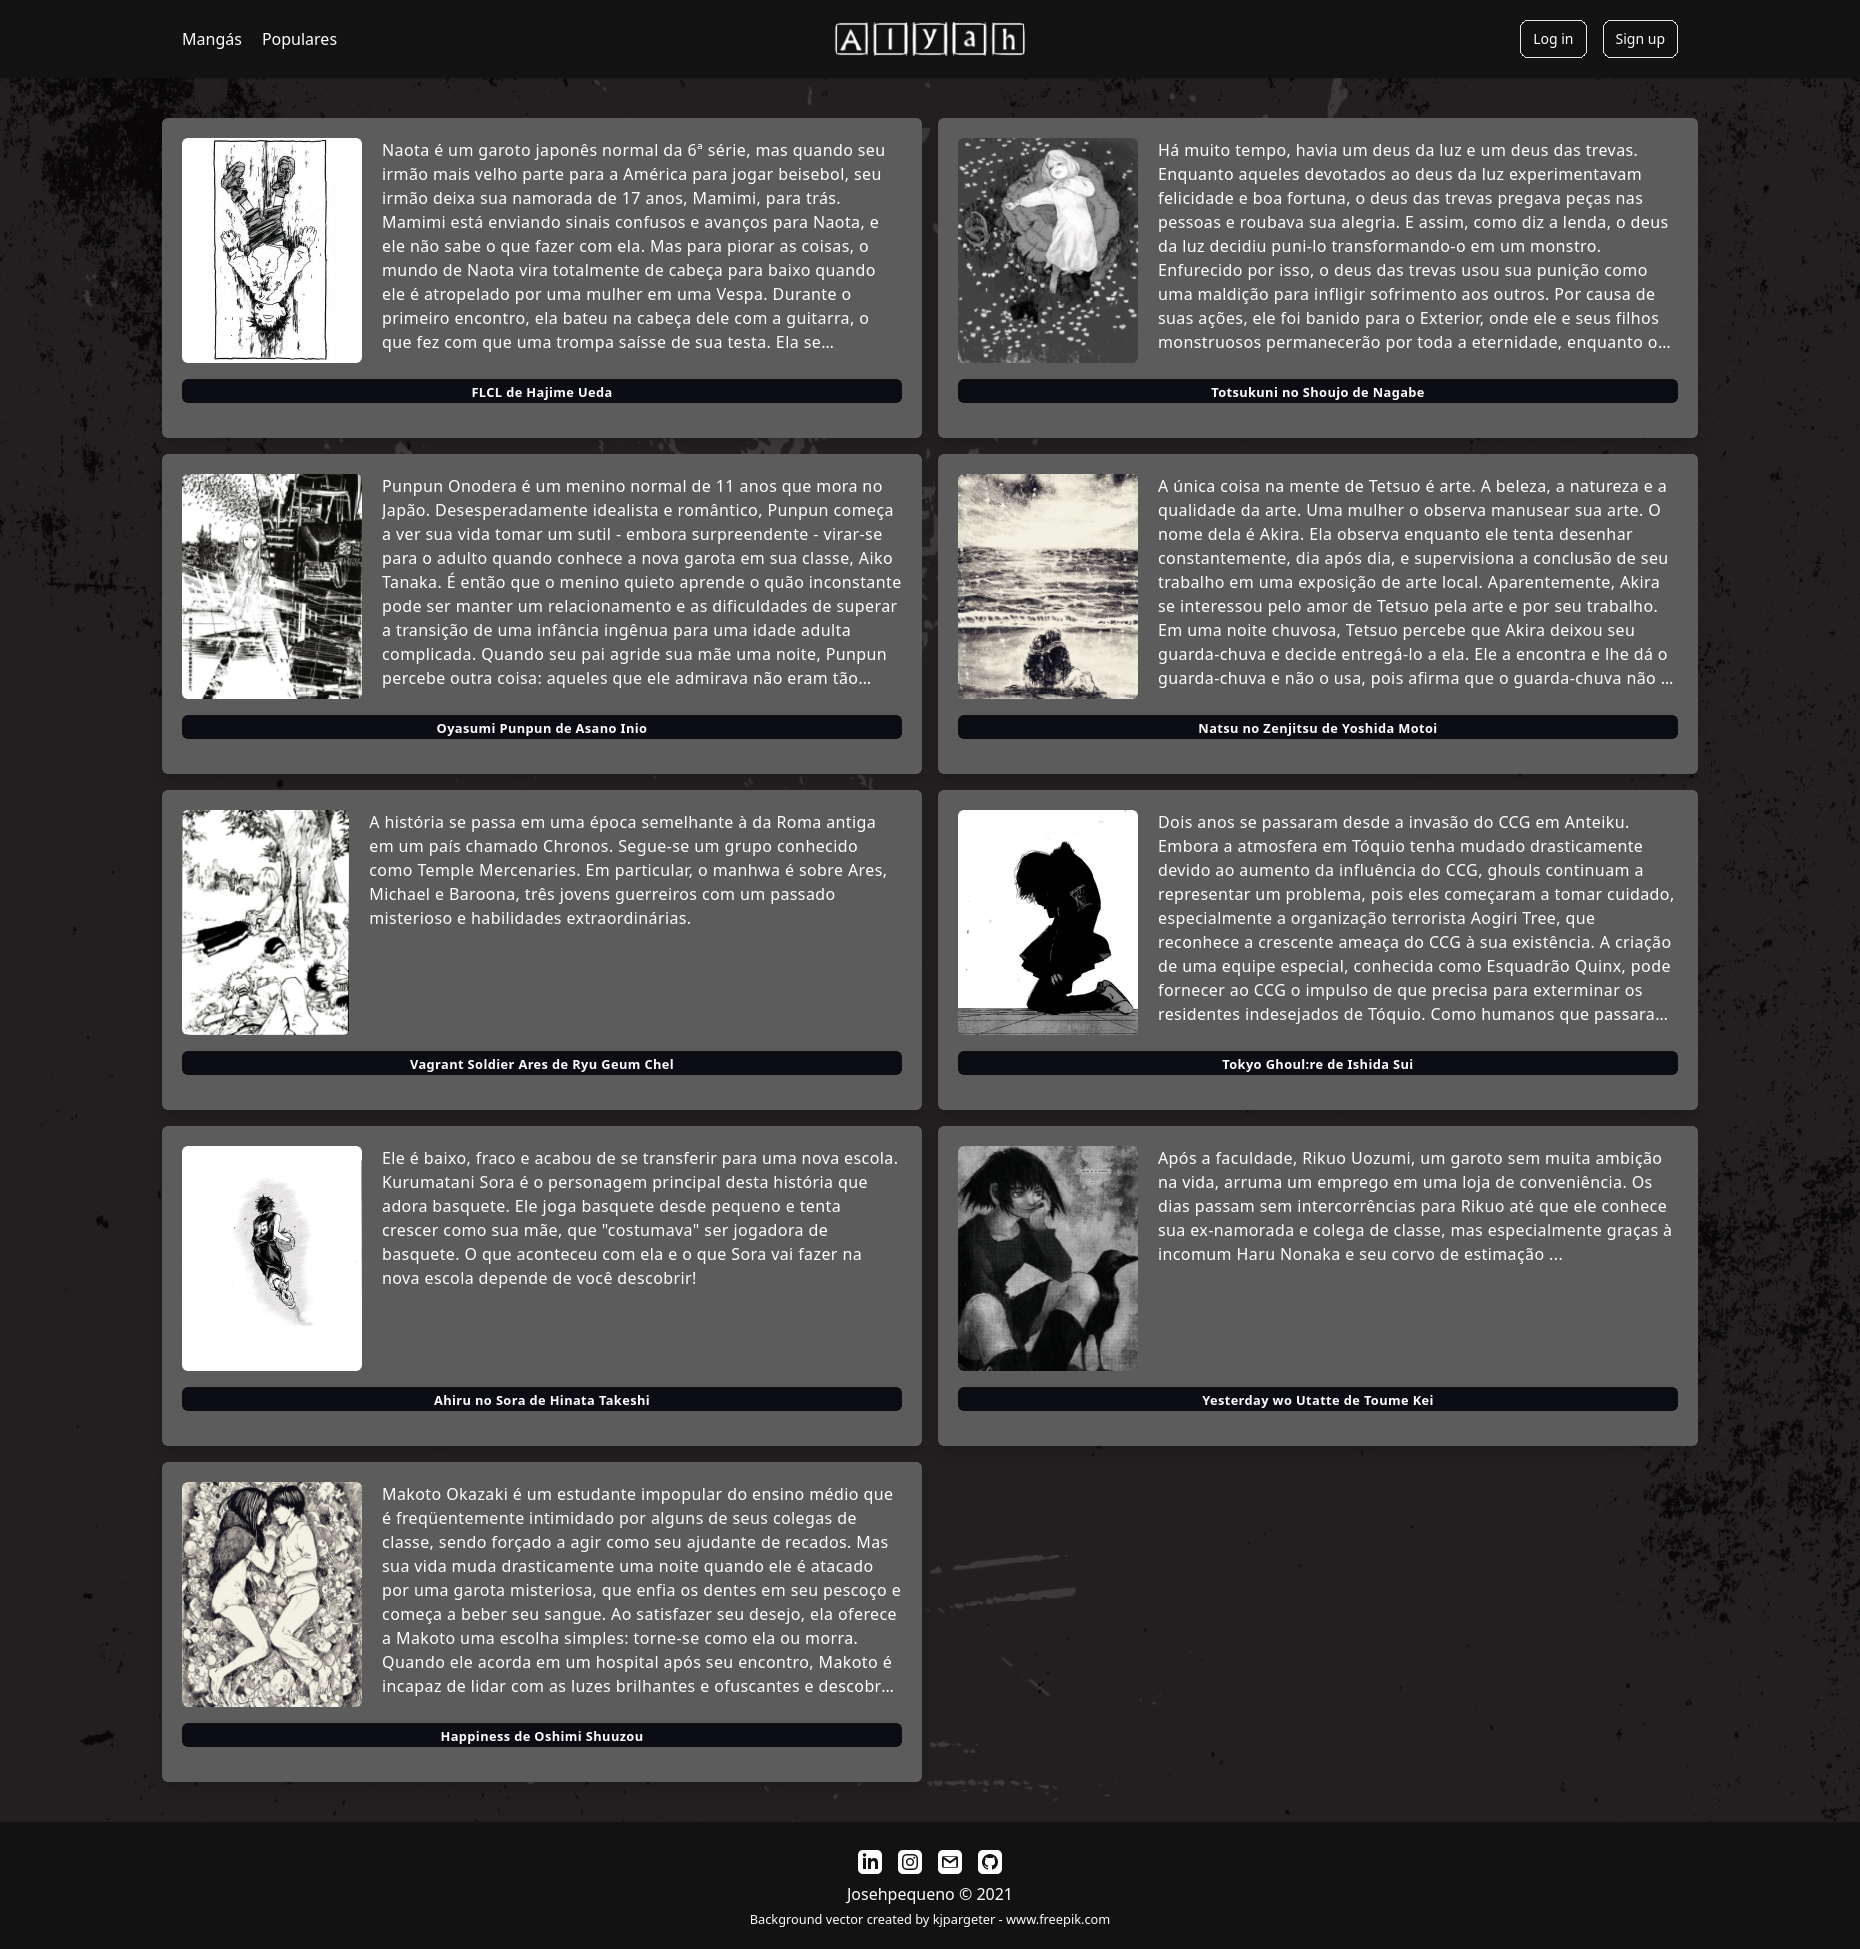 Mangás
Populares
Aiyah
Log in
Sign up
Naota é um garoto japonês normal da 6ª série, mas quando seu
irmão mais velho parte para a América para jogar beisebol, seu
irmão deixa sua namorada de 17 anos, Mamimi, para trás.
Mamimi está enviando sinais confusos e avanços para Naota, e
ele não sabe o que fazer com ela. Mas para piorar as coisas, o
mundo de Naota vira totalmente de cabeça para baixo quando
ele é atropelado por uma mulher em uma Vespa. Durante o
primeiro encontro, ela bateu na cabeça dele com a guitarra, o
que fez com que uma trompa saísse de sua testa. Ela se...
FLCL de Hajime Ueda
Há muito tempo, havia um deus da luz e um deus das trevas.
Enquanto aqueles devotados ao deus da luz experimentavam
felicidade e boa fortuna, o deus das trevas pregava peças nas
pessoas e roubava sua alegria. E assim, como diz a lenda, o deus
da luz decidiu puni-lo transformando-o em um monstro.
Enfurecido por isso, o deus das trevas usou sua punição como
uma maldição para infligir sofrimento aos outros. Por causa de
suas ações, ele foi banido para o Exterior, onde ele e seus filhos
monstruosos permanecerão por toda a eternidade, enquanto o...
Totsukuni no Shoujo de Nagabe
Punpun Onodera é um menino normal de 11 anos que mora no
Japão. Desesperadamente idealista e romântico, Punpun começa
a ver sua vida tomar um sutil - embora surpreendente - virar-se
para o adulto quando conhece a nova garota em sua classe, Aiko
Tanaka. É então que o menino quieto aprende o quão inconstante
pode ser manter um relacionamento e as dificuldades de superar
a transição de uma infância ingênua para uma idade adulta
complicada. Quando seu pai agride sua mãe uma noite, Punpun
percebe outra coisa: aqueles que ele admirava não eram tão...
Oyasumi Punpun de Asano Inio
A única coisa na mente de Tetsuo é arte. A beleza, a natureza e a
qualidade da arte. Uma mulher o observa manusear sua arte. O
nome dela é Akira. Ela observa enquanto ele tenta desenhar
constantemente, dia após dia, e supervisiona a conclusão de seu
trabalho em uma exposição de arte local. Aparentemente, Akira
se interessou pelo amor de Tetsuo pela arte e por seu trabalho.
Em uma noite chuvosa, Tetsuo percebe que Akira deixou seu
guarda-chuva e decide entregá-lo a ela. Ele a encontra e lhe dá o
guarda-chuva e não o usa, pois afirma que o guarda-chuva não ...
Natsu no Zenjitsu de Yoshida Motoi
A história se passa em uma época semelhante à da Roma antiga
em um país chamado Chronos. Segue-se um grupo conhecido
como Temple Mercenaries. Em particular, o manhwa é sobre Ares,
Michael e Baroona, três jovens guerreiros com um passado
misterioso e habilidades extraordinárias.
Vagrant Soldier Ares de Ryu Geum Chel
Dois anos se passaram desde a invasão do CCG em Anteiku.
Embora a atmosfera em Tóquio tenha mudado drasticamente
devido ao aumento da influência do CCG, ghouls continuam a
representar um problema, pois eles começaram a tomar cuidado,
especialmente a organização terrorista Aogiri Tree, que
reconhece a crescente ameaça do CCG à sua existência. A criação
de uma equipe especial, conhecida como Esquadrão Quinx, pode
fornecer ao CCG o impulso de que precisa para exterminar os
residentes indesejados de Tóquio. Como humanos que passara...
Tokyo Ghoul:re de Ishida Sui
Ele é baixo, fraco e acabou de se transferir para uma nova escola.
Kurumatani Sora é o personagem principal desta história que
adora basquete. Ele joga basquete desde pequeno e tenta
crescer como sua mãe, que "costumava" ser jogadora de
basquete. O que aconteceu com ela e o que Sora vai fazer na
nova escola depende de você descobrir!
Ahiru no Sora de Hinata Takeshi
Após a faculdade, Rikuo Uozumi, um garoto sem muita ambição
na vida, arruma um emprego em uma loja de conveniência. Os
dias passam sem intercorrências para Rikuo até que ele conhece
sua ex-namorada e colega de classe, mas especialmente graças à
incomum Haru Nonaka e seu corvo de estimação ...
Yesterday wo Utatte de Toume Kei
Makoto Okazaki é um estudante impopular do ensino médio que
é freqüentemente intimidado por alguns de seus colegas de
classe, sendo forçado a agir como seu ajudante de recados. Mas
sua vida muda drasticamente uma noite quando ele é atacado
por uma garota misteriosa, que enfia os dentes em seu pescoço e
começa a beber seu sangue. Ao satisfazer seu desejo, ela oferece
a Makoto uma escolha simples: torne-se como ela ou morra.
Quando ele acorda em um hospital após seu encontro, Makoto é
incapaz de lidar com as luzes brilhantes e ofuscantes e descobr...
Happiness de Oshimi Shuuzou
Josehpequeno © 2021
Background vector created by kjpargeter - www.freepik.com